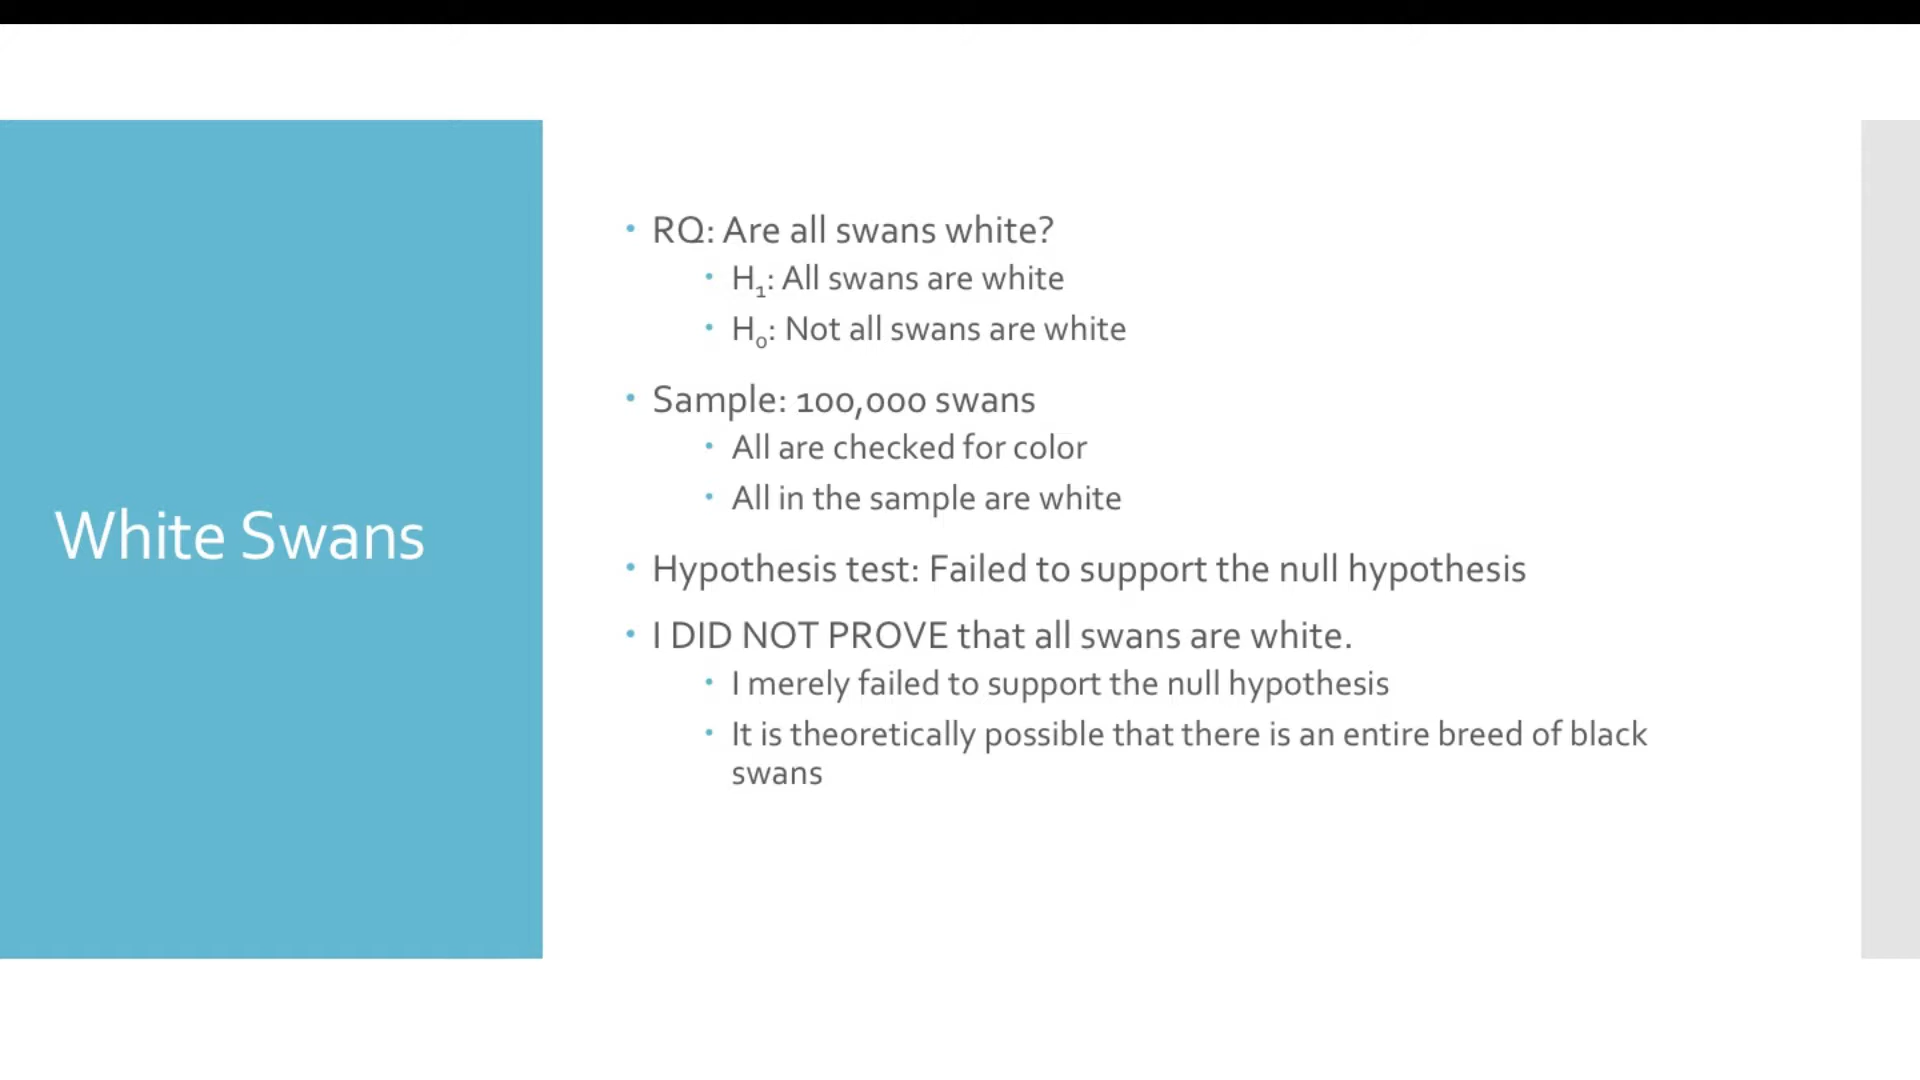 White Swans
RQ: Are all swans white?
H₁: All swans are white
H₀: Not all swans are white
Sample: 100,000 swans
All are checked for color
All in the sample are white
Hypothesis test: Failed to support the null hypothesis
I DID NOT PROVE that all swans are white.
I merely failed to support the null hypothesis
It is theoretically possible that there is an entire breed of black
swans